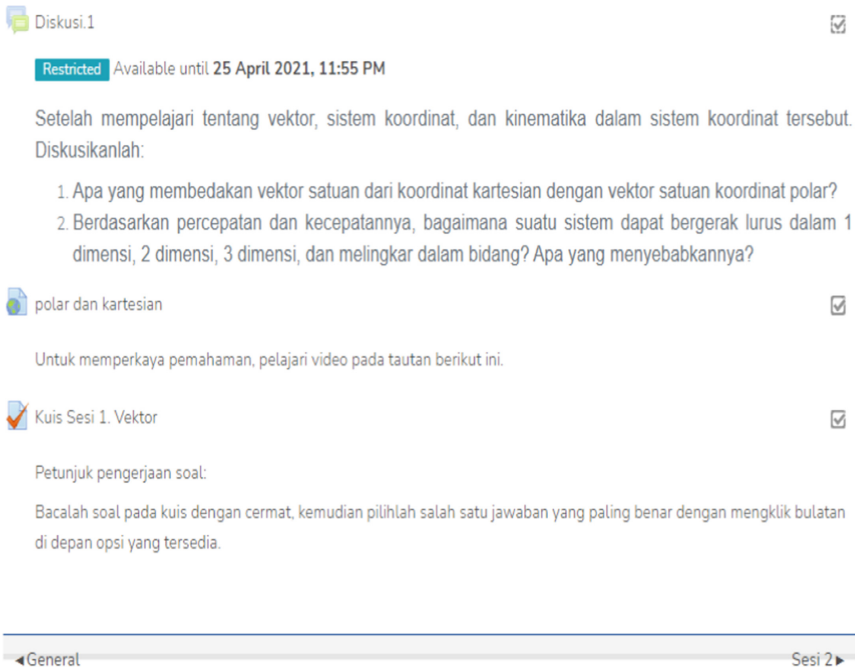 Diskusi.1
Restricted Available until 25 April 2021, 11:55 PM
Setelah mempelajari tentang vektor, sistem koordinat, dan kinematika dalam sistem koordinat tersebut.
Diskusikanlah:
1. Apa yang membedakan vektor satuan dari koordinat kartesian dengan vektor satuan koordinat polar?
2. Berdasarkan percepatan dan kecepatannya, bagaimana suatu sistem dapat bergerak lurus dalam 1
dimensi, 2 dimensi, 3 dimensi, dan melingkar dalam bidang? Apa yang menyebabkannya?
polar dan kartesian
Untuk memperkaya pemahaman, pelajari video pada tautan berikut ini.
Kuis Sesi 1. Vektor
Petunjuk pengerjaan soal:
Bacalah soal pada kuis dengan cermat, kemudian pilihlah salah satu jawaban yang paling benar dengan mengklik bulatan
di depan opsi yang tersedia.
◄General Sesi 2►